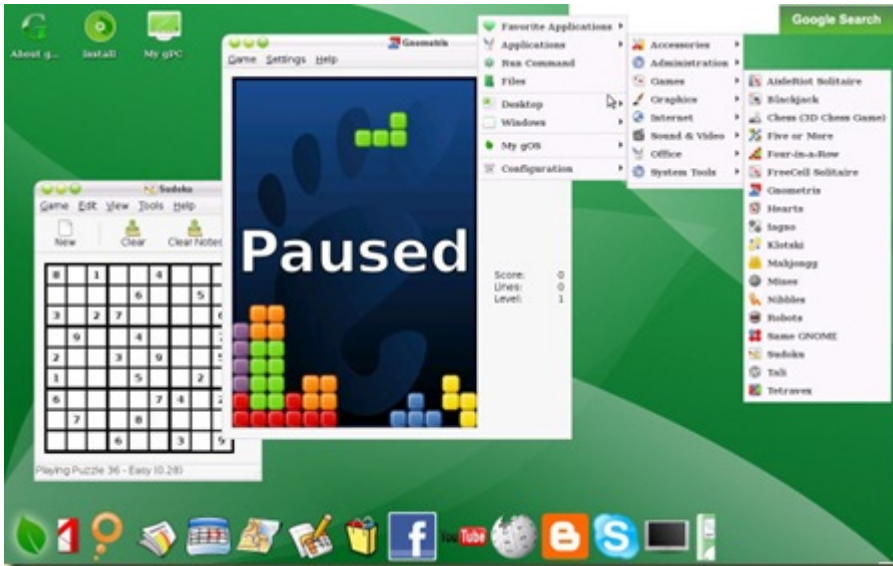 Google Search
About g...
Install
My gPC
Gnometris
Game Settings Help
Paused
Score: 0
Lines: 0
Level: 1
Favorite Applications
Applications
Run Command
Files
Desktop
Windows
My gOS
Configuration
Accessories
Administration
Games
Graphics
Internet
Sound & Video
Office
System Tools
AisleRiot Solitaire
Blackjack
Chess (3D Chess Game)
Five or More
Four-in-a-Row
FreeCell Solitaire
Gnometris
Hearts
Iagno
Klotski
Mahjongg
Mines
Nibbles
Robots
Same GNOME
Sudoku
Tali
Tetravex
Sudoku
Game Edit View Tools Help
New Clear Clear Notes
8 1 4
6 5
3 2 7
9 4
2 3 9
1 5 2
6 7 4
7 8
6 3 9
Playing Puzzle 36 - Easy (0.28)
f
YouTube
B
S